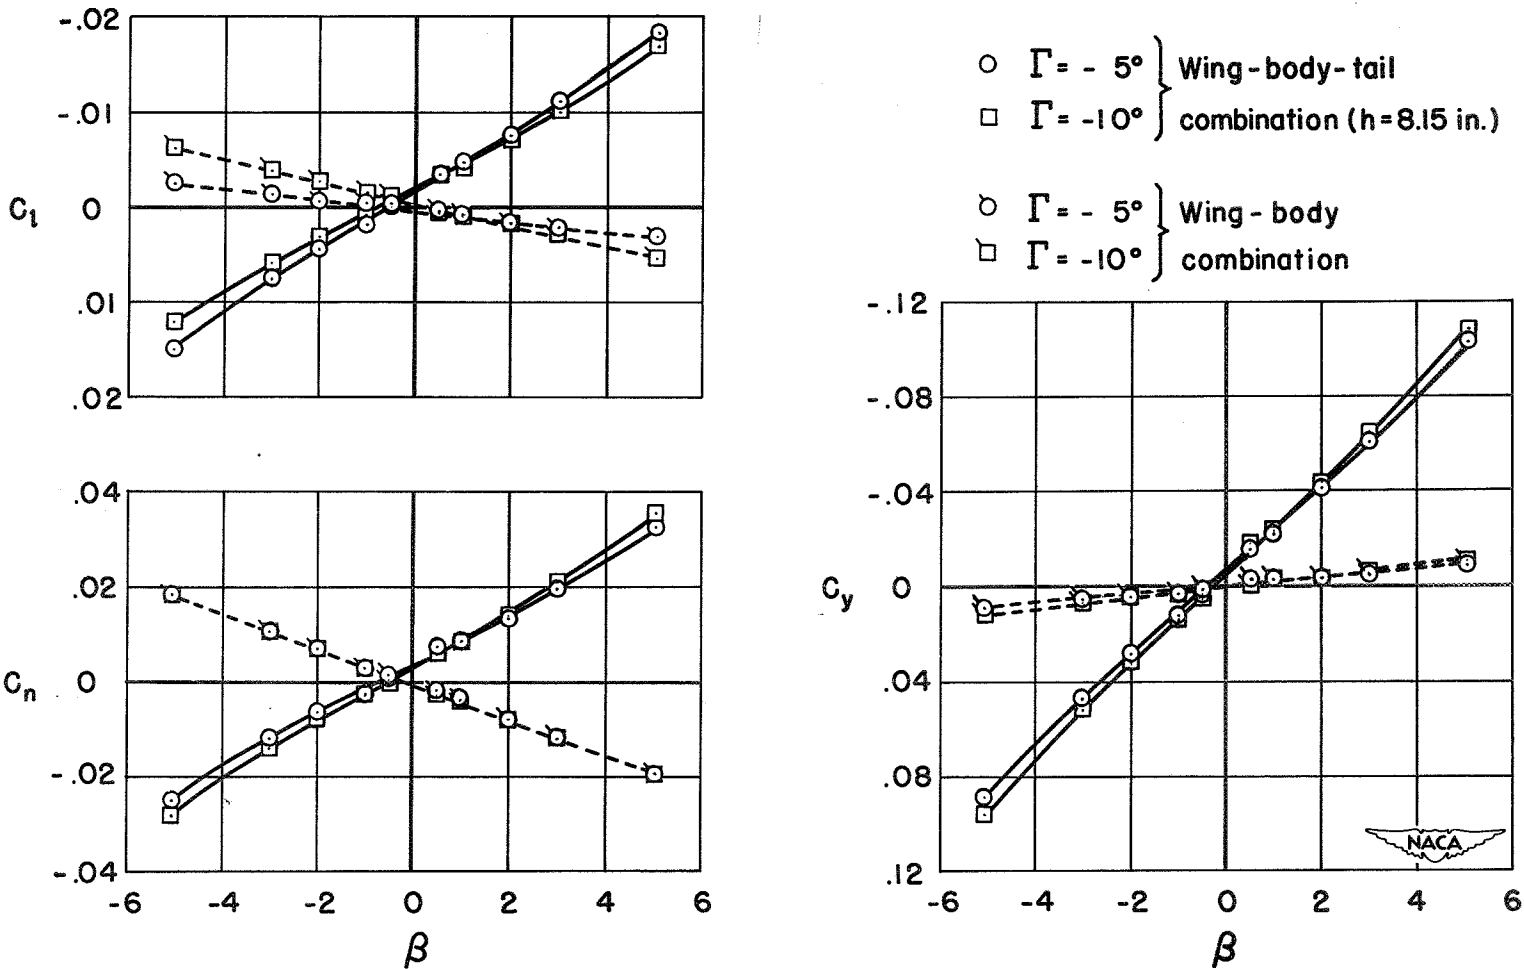 -.02
-.01
C_l 0
.01
.02
Γ = - 5° Wing-body-tail
Γ = -10° combination (h=8.15 in.)
Γ = - 5° Wing-body
Γ = -10° combination
.04
.02
C_n 0
-.02
-.04
-6 -2 0 2 4 6
β
-.12
-.08
-.04
C_y 0
.04
.08
.12
NACA
-6 -4 -2 0 2 4 6
β